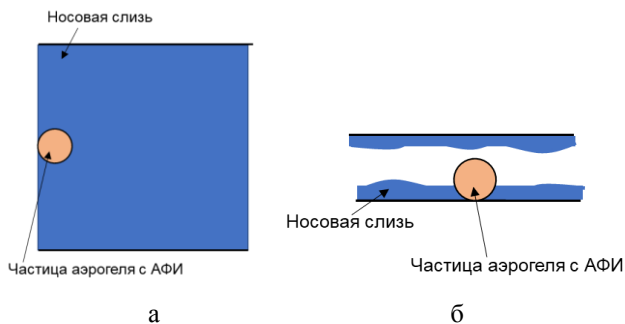 Носовая слизь
Частица аэрогеля с АФИ
а
Носовая слизь
Частица аэрогеля с АФИ
б